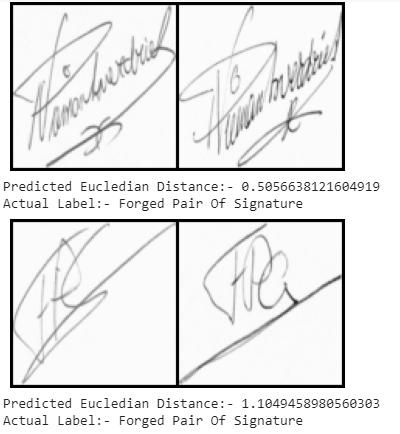 Predicted Eucledian Distance:- 0.5056638121604919
Actual Label:- Forged Pair Of Signature
HPG
Predicted Eucledian Distance:- 1.1049458980560303
Actual Label:- Forged Pair Of Signature